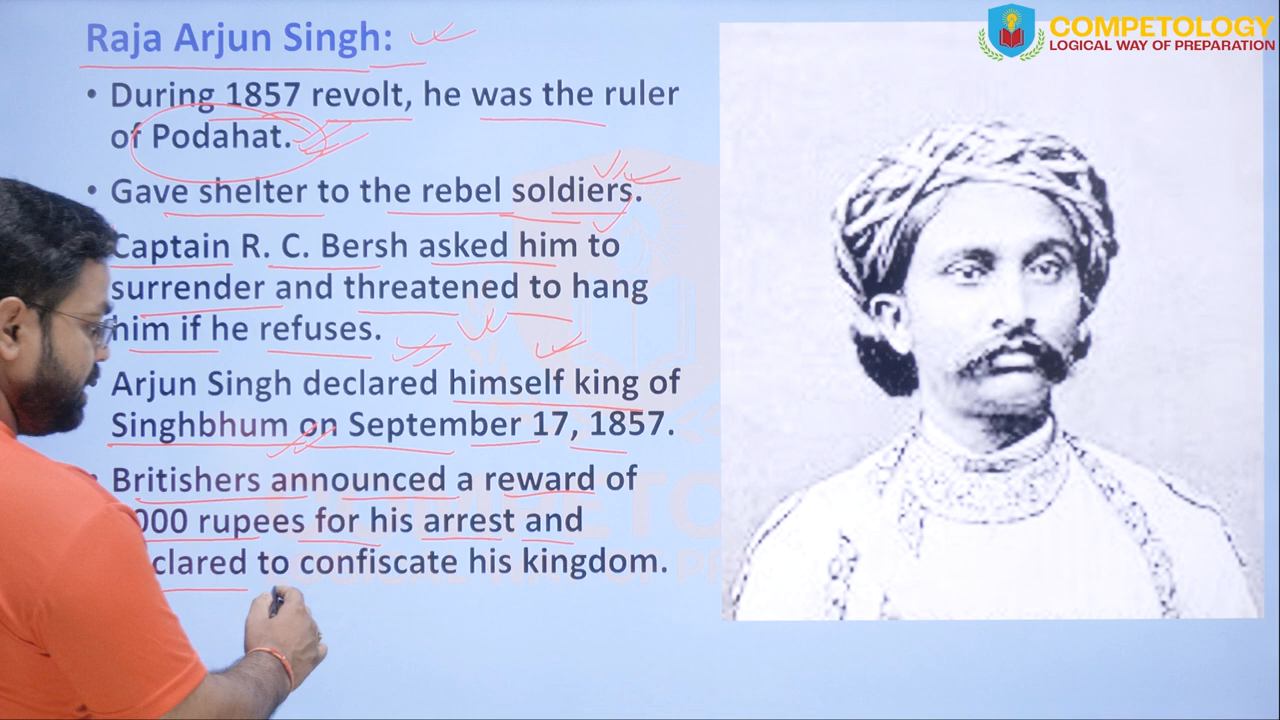 COMPETOLOGY
LOGICAL WAY OF PREPARATION
Raja Arjun Singh:
• During 1857 revolt, he was the ruler
of Podahat.
• Gave shelter to the rebel soldiers.
Captain R. C. Bersh asked him to
surrender and threatened to hang
him if he refuses.
Arjun Singh declared himself king of
Singhbhum on September 17, 1857.
• Britishers announced a reward of
rupees for his arrest and
to confiscate his kingdom.